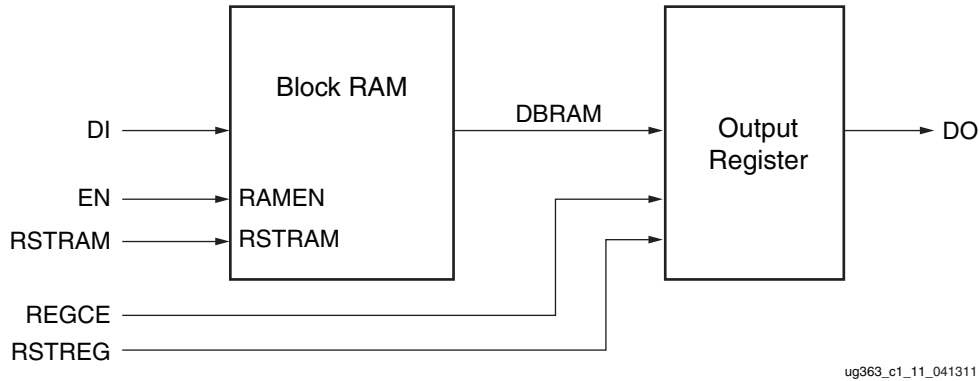 Block RAM
DI
DBRAM
Output
Register
DO
EN
RAMEN
RSTRAM
RSTRAM
REGCE
RSTREG
ug363_c1_11_041311